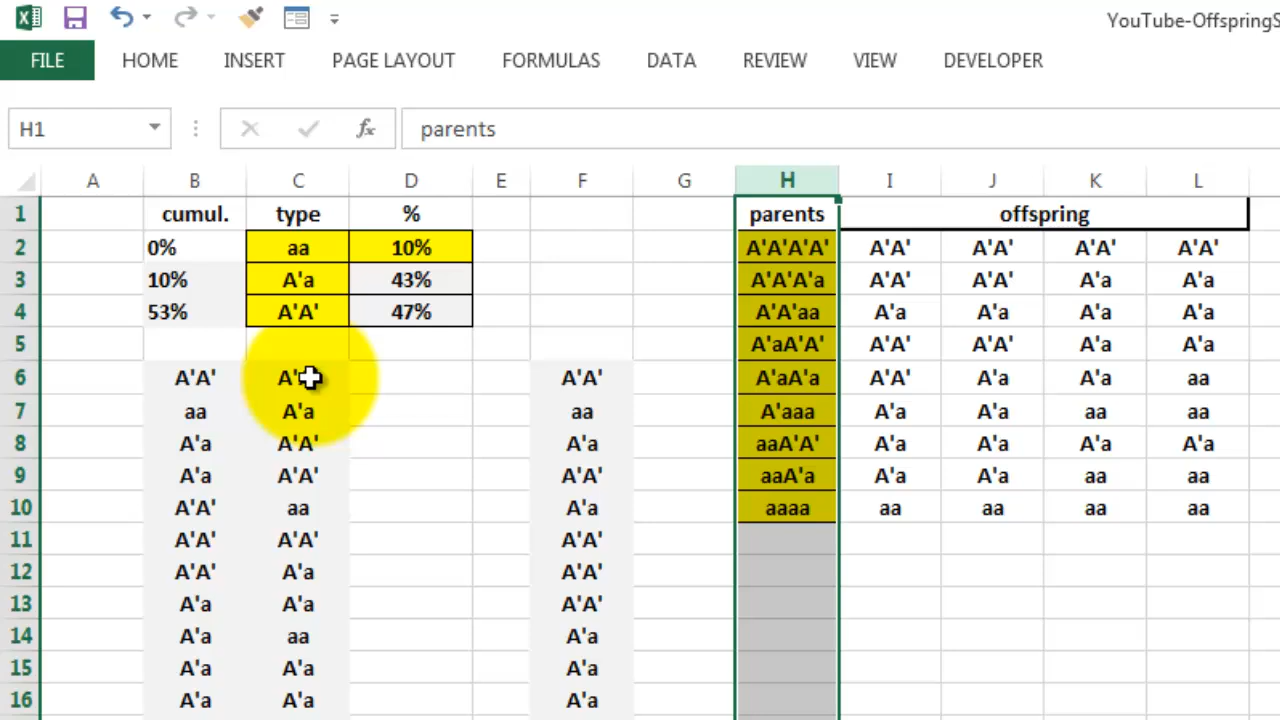 YouTube-OffspringS
FILE HOME INSERT PAGE LAYOUT FORMULAS DATA REVIEW VIEW DEVELOPER
H1 fx parents
A B C D E F G H I J K L
1 cumul. type % parents offspring
2 0% aa 10% A'A'A'A' A'A' A'A' A'A' A'A'
3 10% A'a 43% A'A'A'a A'A' A'A' A'a A'a
4 53% A'A' 47% A'A'aa A'a A'a A'a A'a
5 A'aA'A' A'A' A'A' A'a A'a
6 A'A' A' A'A' A'aA'a A'A' A'a A'a aa
7 aa A'a aa A'aaa A'a A'a aa aa
8 A'a A'A' A'a aaA'A' A'a A'a A'a A'a
9 A'a A'A' A'A' aaA'a A'a A'a aa aa
10 A'A' aa A'a aaaa aa aa aa aa
11 A'A' A'A' A'A'
12 A'A' A'a A'A'
13 A'a A'a A'A'
14 A'a aa A'a
15 A'a A'a A'a
16 A'a A'a A'a